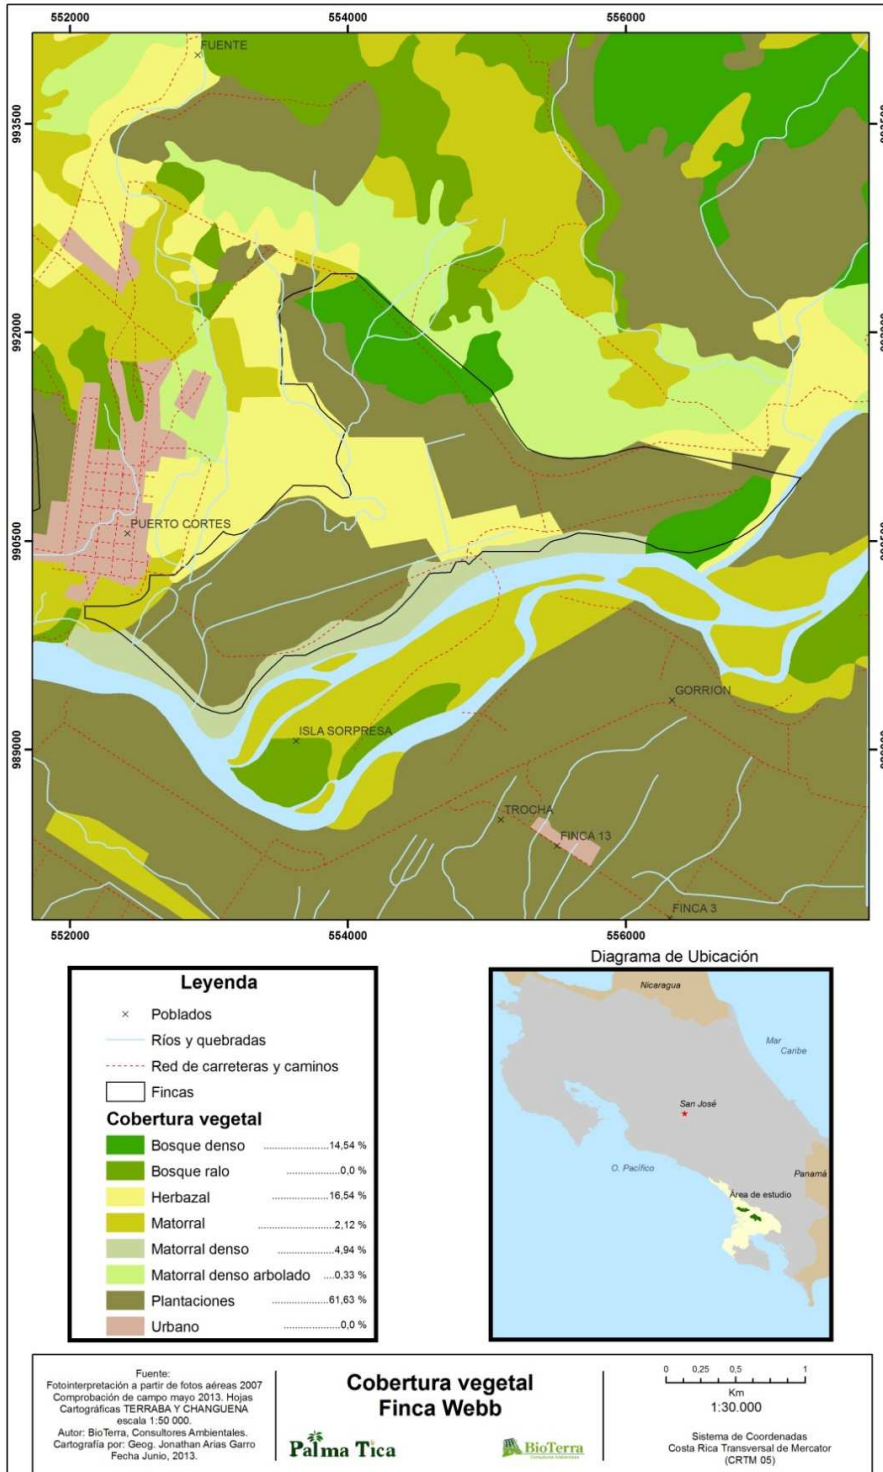 552000
554000
556000
FUENTE
993500
992000
PUERTO CORTES
990500
GORRION
ISLA SORPRESA
989000
TROCHA
FINCA 13
FINCA 3
552000
554000
556000
Leyenda
Poblados
Ríos y quebradas
Red de carreteras y caminos
Fincas
Cobertura vegetal
Bosque denso ......................14,54 %
Bosque ralo ..................0,0 %
Herbazal ......................16,54 %
Matorral .......................2,12 %
Matorral denso .......................4,94 %
Matorral denso arbolado ....0,33 %
Plantaciones ....................61,63 %
Urbano ...................0,0 %
Diagrama de Ubicación
Nicaragua
Mar
Caribe
San José
O. Pacífico
Panamá
Área de estudio
Fuente:
Fotointerpretación a partir de fotos aéreas 2007
Comprobación de campo mayo 2013. Hojas
Cartográficas TERRABA Y CHANGUENA
escala 1:50 000.
Autor: BioTerra, Consultores Ambientales.
Cartografía por: Geog. Jonathan Arias Garro
Fecha Junio, 2013.
Cobertura vegetal
Finca Webb
Palma Tica
BioTerra
Consultores Ambientales
0 0,25 0,5 1
Km
1:30.000
Sistema de Coordenadas
Costa Rica Transversal de Mercator
(CRTM 05)